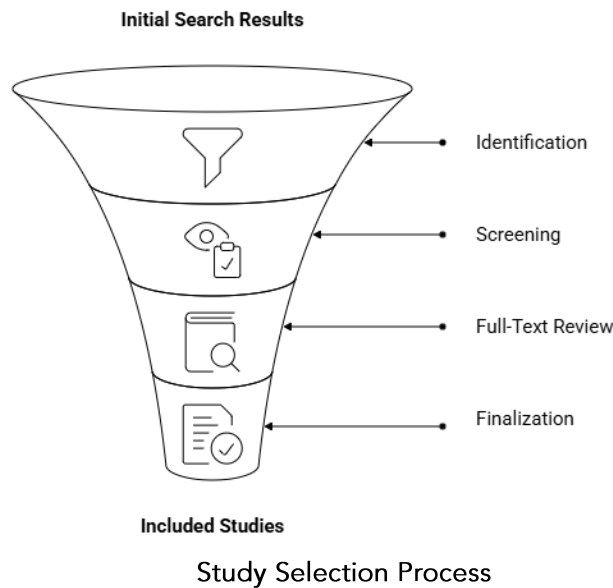 Initial Search Results
Identification
Screening
Full-Text Review
Finalization
Included Studies
Study Selection Process